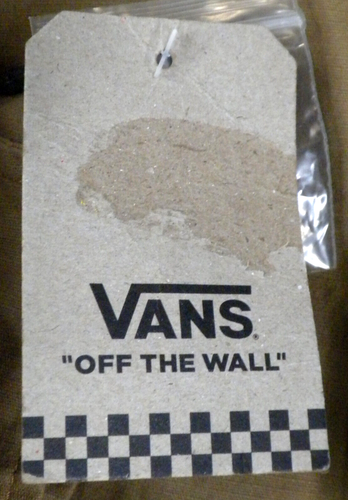 VANS
"OFF THE WALL"